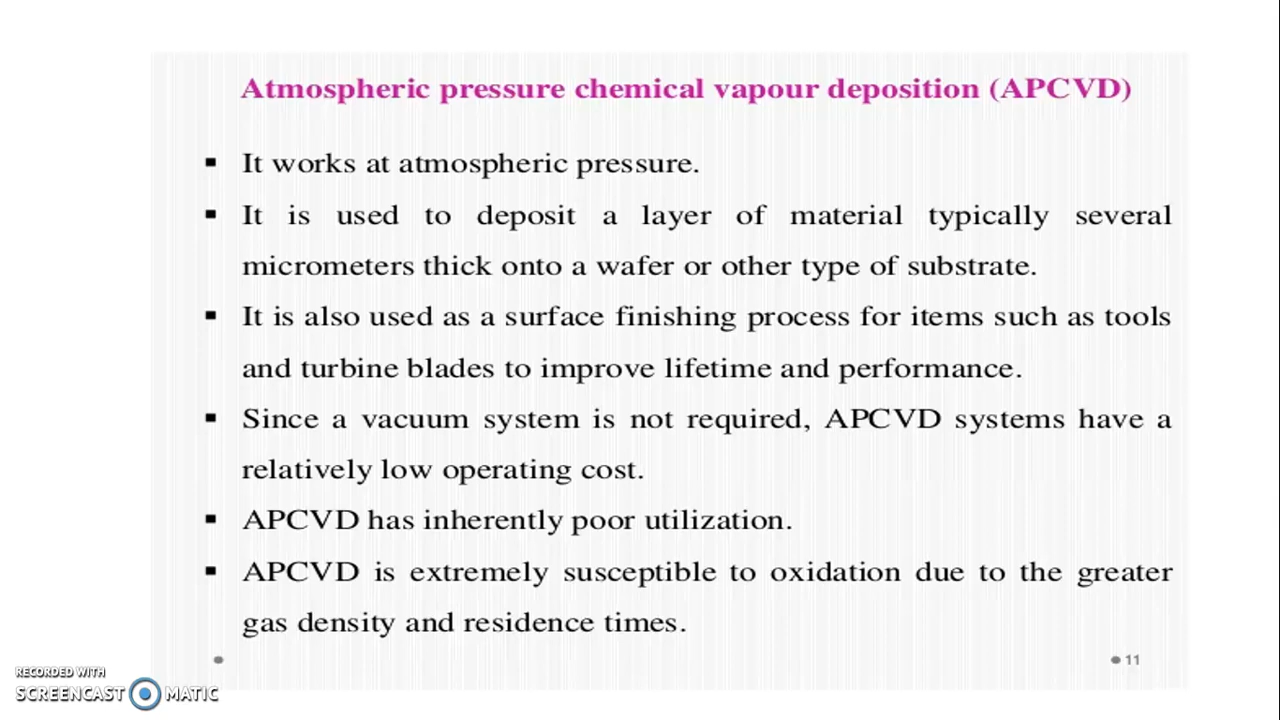 Atmospheric pressure chemical vapour deposition (APCVD)
▪ It works at atmospheric pressure.
▪ It is used to deposit a layer of material typically several
micrometers thick onto a wafer or other type of substrate.
▪ It is also used as a surface finishing process for items such as tools
and turbine blades to improve lifetime and performance.
▪ Since a vacuum system is not required, APCVD systems have a
relatively low operating cost.
▪ APCVD has inherently poor utilization.
▪ APCVD is extremely susceptible to oxidation due to the greater
gas density and residence times.
11
RECORDED WITH
SCREENCAST MATIC